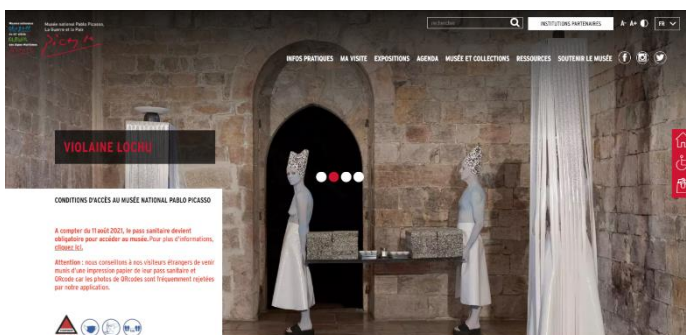 Musée national Pablo Picasso,
La Guerre et la Paix
rechercher
INSTITUTIONS PARTENAIRES
A- A+
FR
INFOS PRATIQUES MA VISITE EXPOSITIONS AGENDA MUSÉE ET COLLECTIONS RESSOURCES SOUTENIR LE MUSÉE
VIOLAINE LOCHU
CONDITIONS D'ACCÈS AU MUSÉE NATIONAL PABLO PICASSO
A compter du 11 août 2021, le pass sanitaire devient
obligatoire pour accéder au musée. Pour plus d'informations,
cliquez ici.
Attention : nous conseillons à nos visiteurs étrangers de venir
munis d'une impression papier de leur pass sanitaire et
QRcode car les photos de QRcodes sont fréquemment rejetées
par notre application.